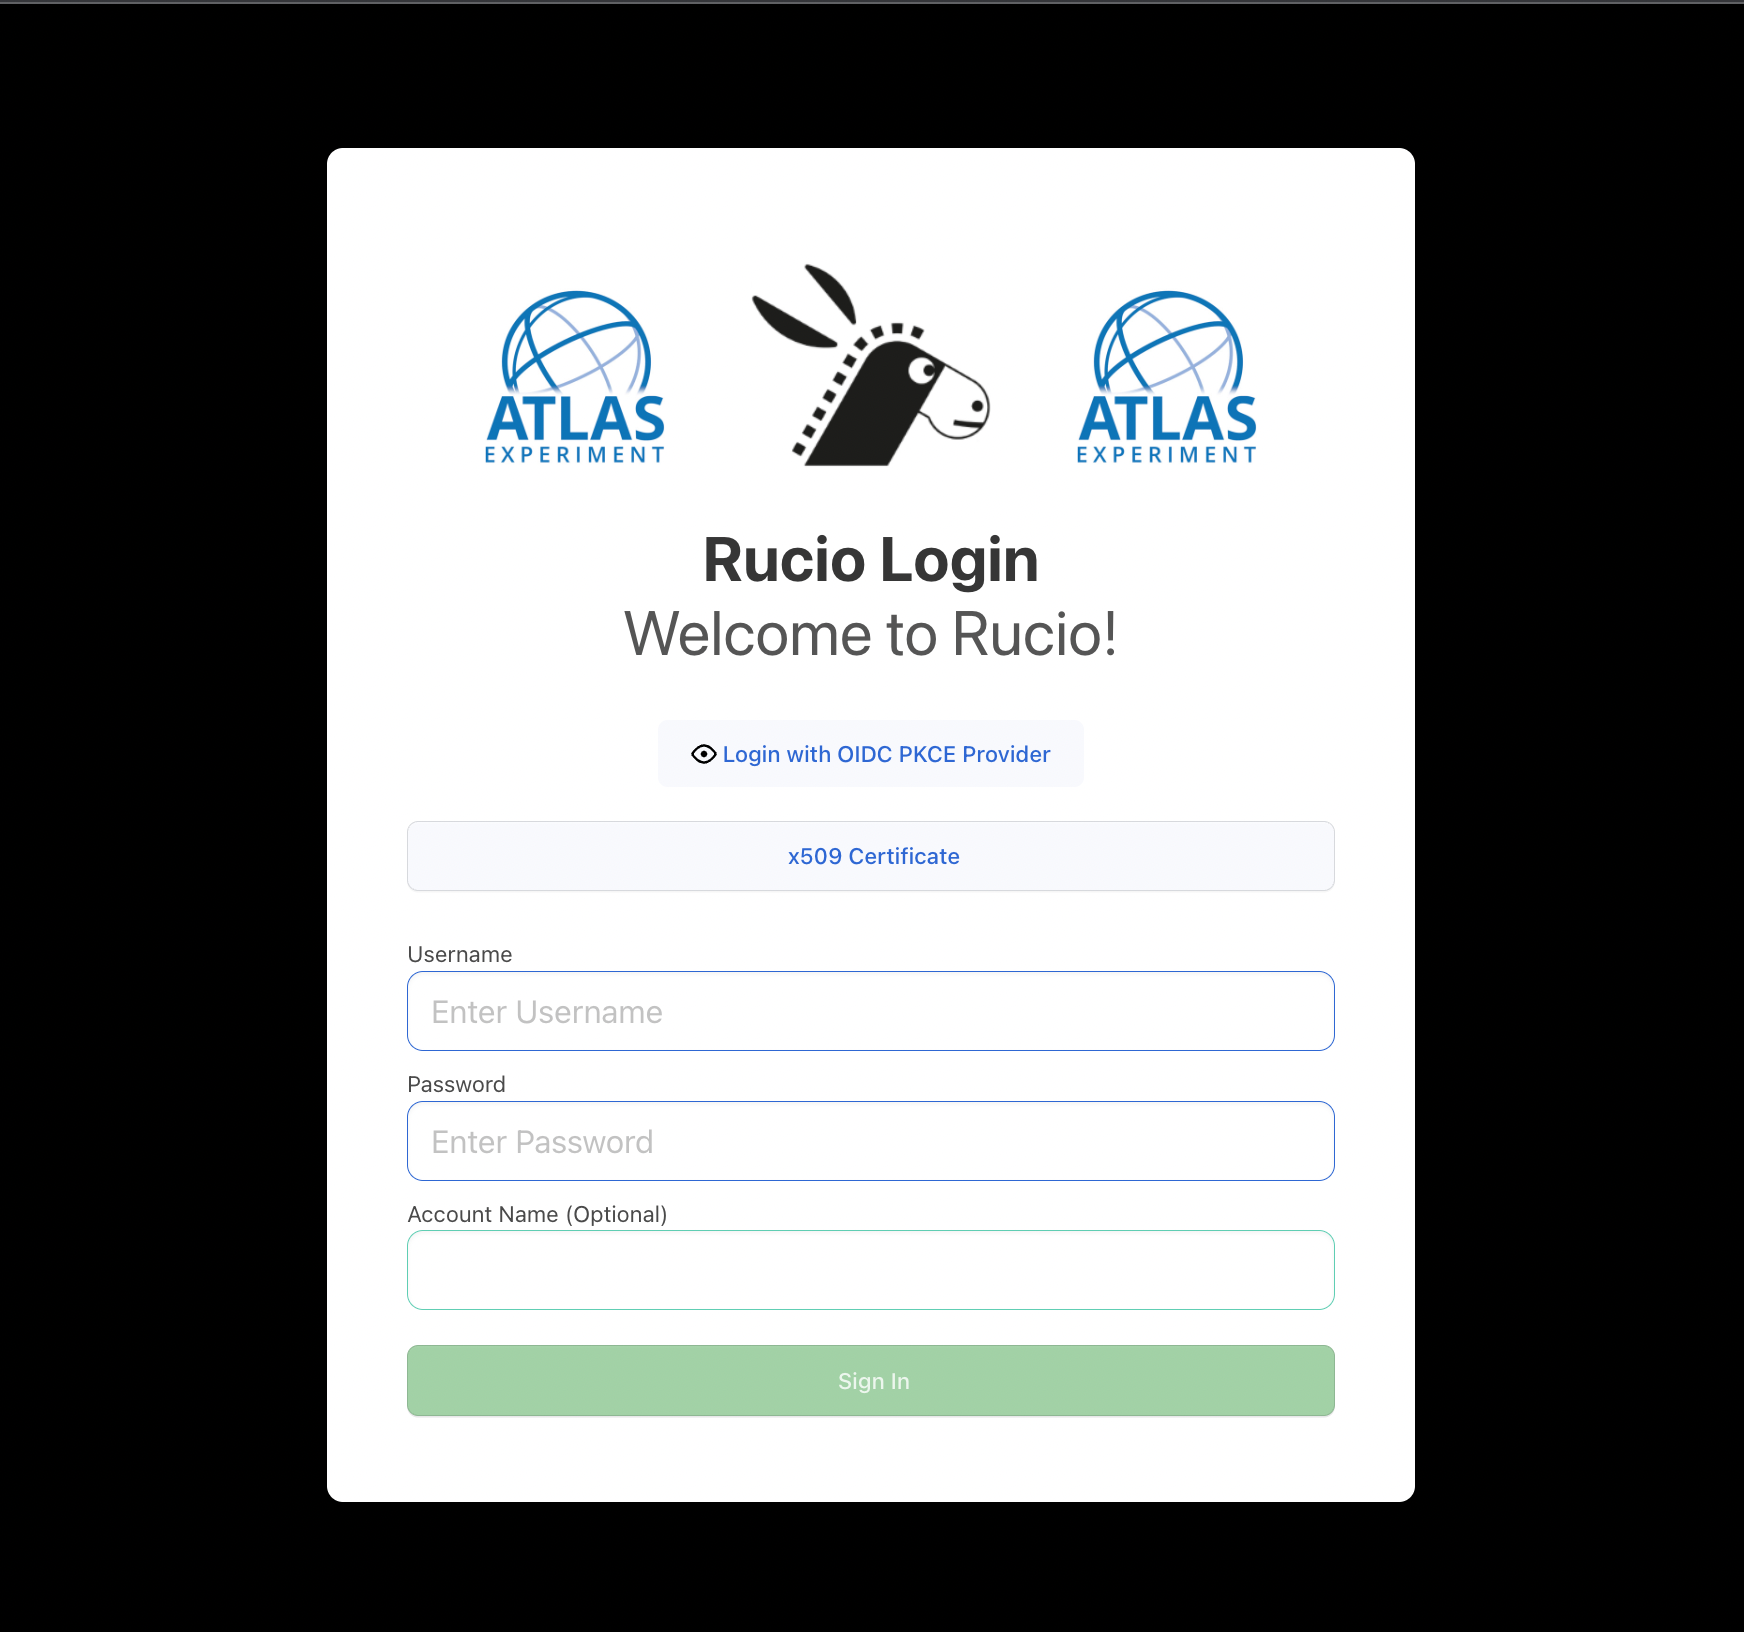 ATLAS
EXPERIMENT
ATLAS
EXPERIMENT
Rucio Login
Welcome to Rucio!
Login with OIDC PKCE Provider
x509 Certificate
Username
Enter Username
Password
Enter Password
Account Name (Optional)
Sign In